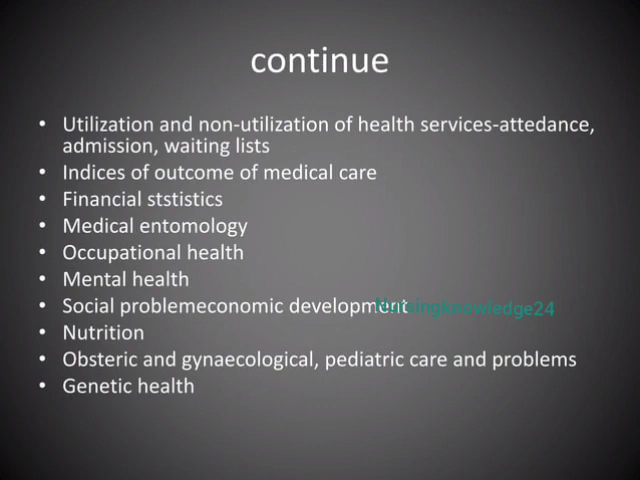 continue
• Utilization and non-utilization of health services-attedance,
admission, waiting lists
• Indices of outcome of medical care
• Financial ststistics
• Medical entomology
• Occupational health
• Mental health
• Social problemeconomic development
Nursingknowledge24
• Nutrition
• Obsteric and gynaecological, pediatric care and problems
• Genetic health